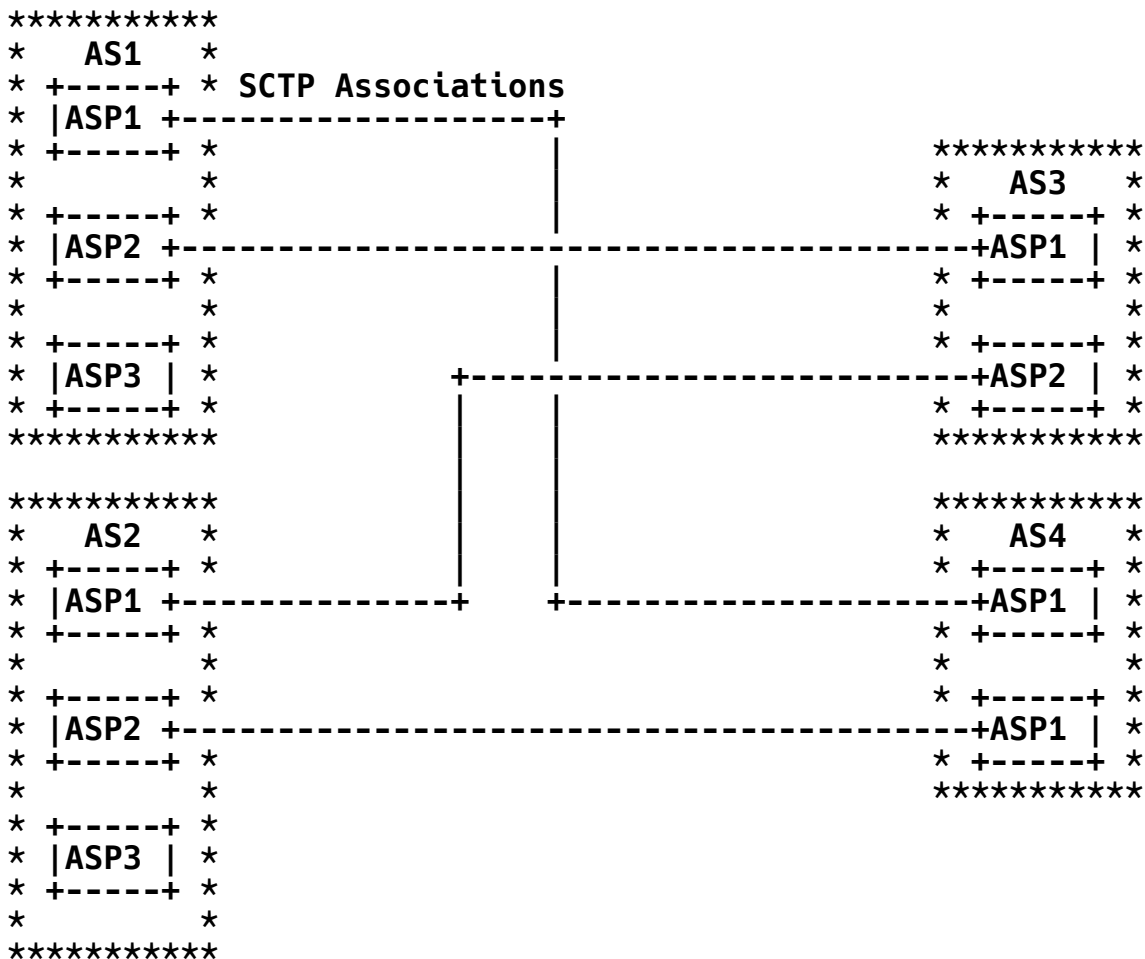 ***********
*   AS1   *
* +-----+ * SCTP Associations
* |ASP1 +-------------------+
* +-----+ *                 |                   ***********
*         *                 |                   *   AS3   *
* +-----+ *                 |                   * +-----+ *
* |ASP2 +-----------------------------------------+ASP1 | *
* +-----+ *                 |                   * +-----+ *
*         *                 |                   *         *
* +-----+ *                 |                   * +-----+ *
* |ASP3 | *            +--------------------------+ASP2 | *
* +-----+ *            |    |                   * +-----+ *
***********            |    |                   ***********
                       |    |
***********            |    |                   ***********
*   AS2   *            |    |                   *   AS4   *
* +-----+ *            |    |                   * +-----+ *
* |ASP1 +--------------+    +---------------------+ASP1 | *
* +-----+ *                                     * +-----+ *
*         *                                     *         *
* +-----+ *                                     * +-----+ *
* |ASP2 +-----------------------------------------+ASP1 | *
* +-----+ *                                     * +-----+ *
*         *                                     ***********
* +-----+ *
* |ASP3 | *
* +-----+ *
*         *
***********